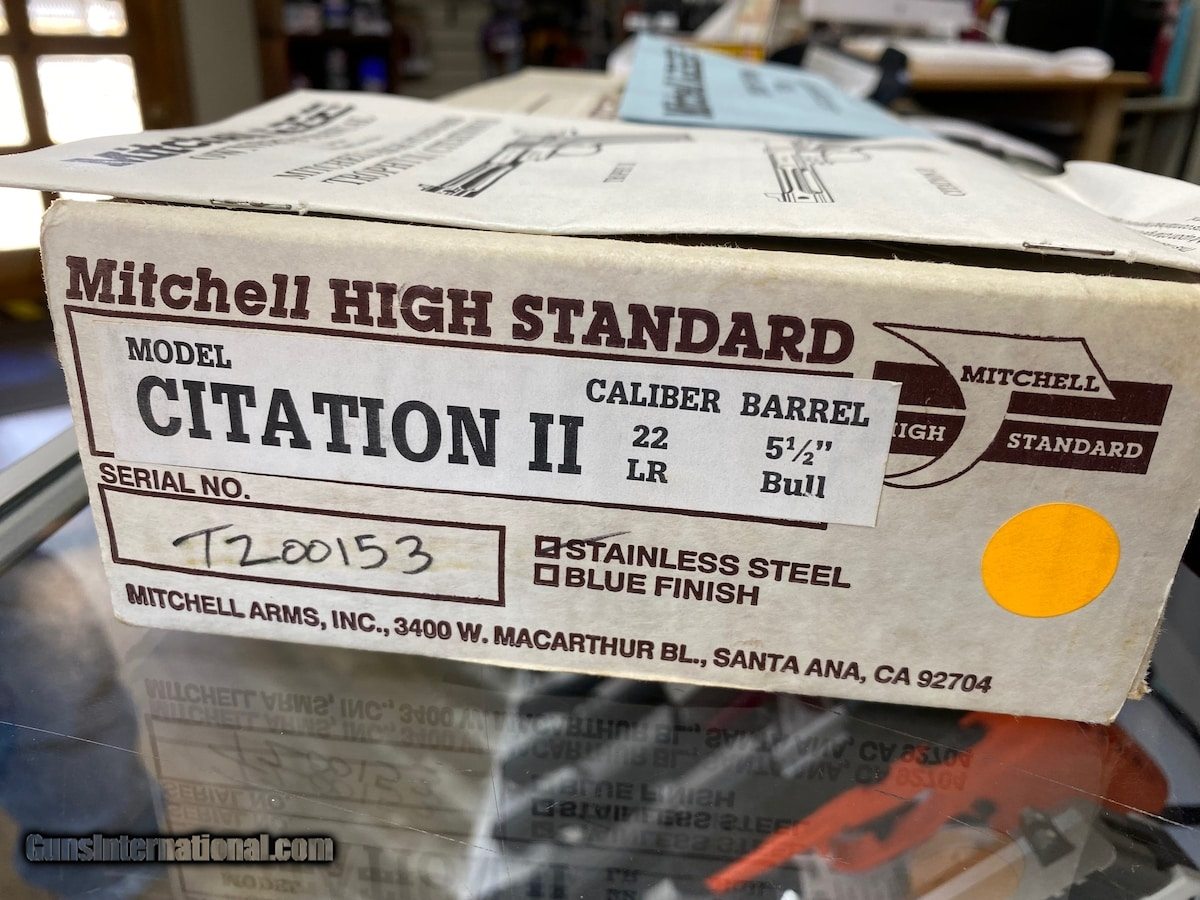 Mitchell HIGH STANDARD
MODEL
CITATION II
CALIBER
22
LR
BARREL
5½"
Bull
MITCHELL
HIGH
STANDARD
SERIAL NO.
T200153
STAINLESS STEEL
BLUE FINISH
MITCHELL ARMS, INC., 3400 W. MACARTHUR BL., SANTA ANA, CA 92704
GunsInternational.com